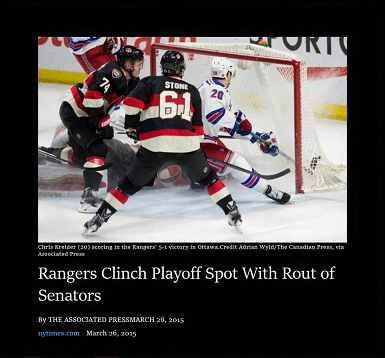 SPORTC
74
STONE
61
20
Chris Kreider (20) scoring in the Rangers' 5-1 victory in Ottawa.Credit Adrian Wyld/The Canadian Press, via
Associated Press
Rangers Clinch Playoff Spot With Rout of
Senators
By THE ASSOCIATED PRESSMARCH 26, 2015
nytimes.com March 26, 2015